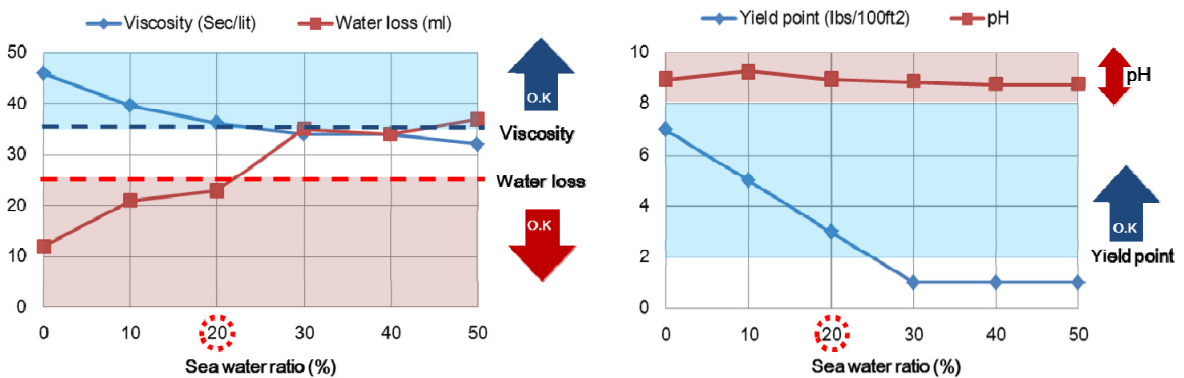 Viscosity (Sec/lit) Water loss (ml)
50
40
30
20
10
0
0 10 20 30 40 50
Sea water ratio (%)
O.K
Viscosity
Water loss
O.K
Yield point (lbs/100ft2) pH
10
8
6
4
2
0
0 10 20 30 40 50
Sea water ratio (%)
pH
O.K
Yield point